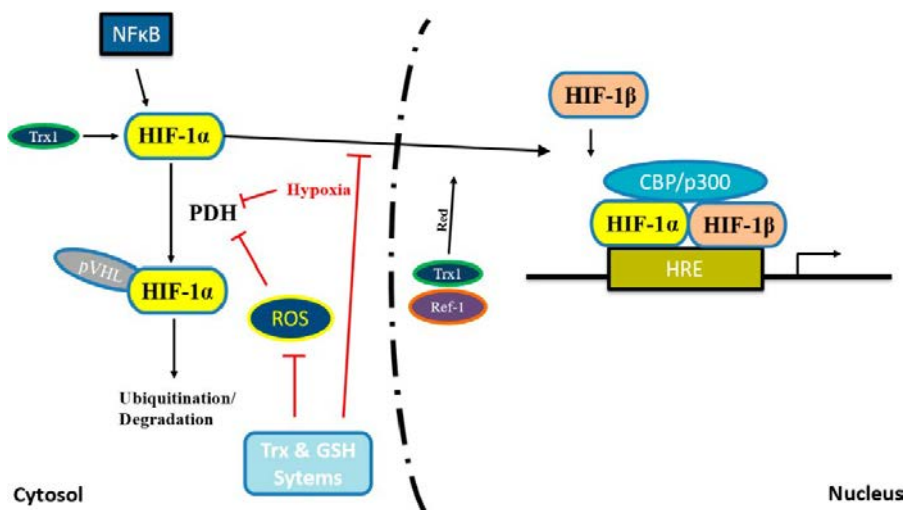 NFκB
HIF-1β
Trx1
HIF-1α
CBP/p300
Hypoxia
PDH
HIF-1α
HIF-1β
Red
pVHL
HIF-1α
Trx1
HRE
Ref-1
ROS
Ubiquitination/
Degradation
Trx & GSH
Sytems
Cytosol
Nucleus